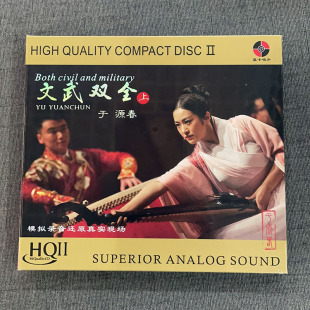 HIGH QUALITY COMPACT DISC II
Both civil and military
文武双全 上
YU YUANCHUN
于 源春
模拟录音还原真实现场
HQII
SUPERIOR ANALOG SOUND